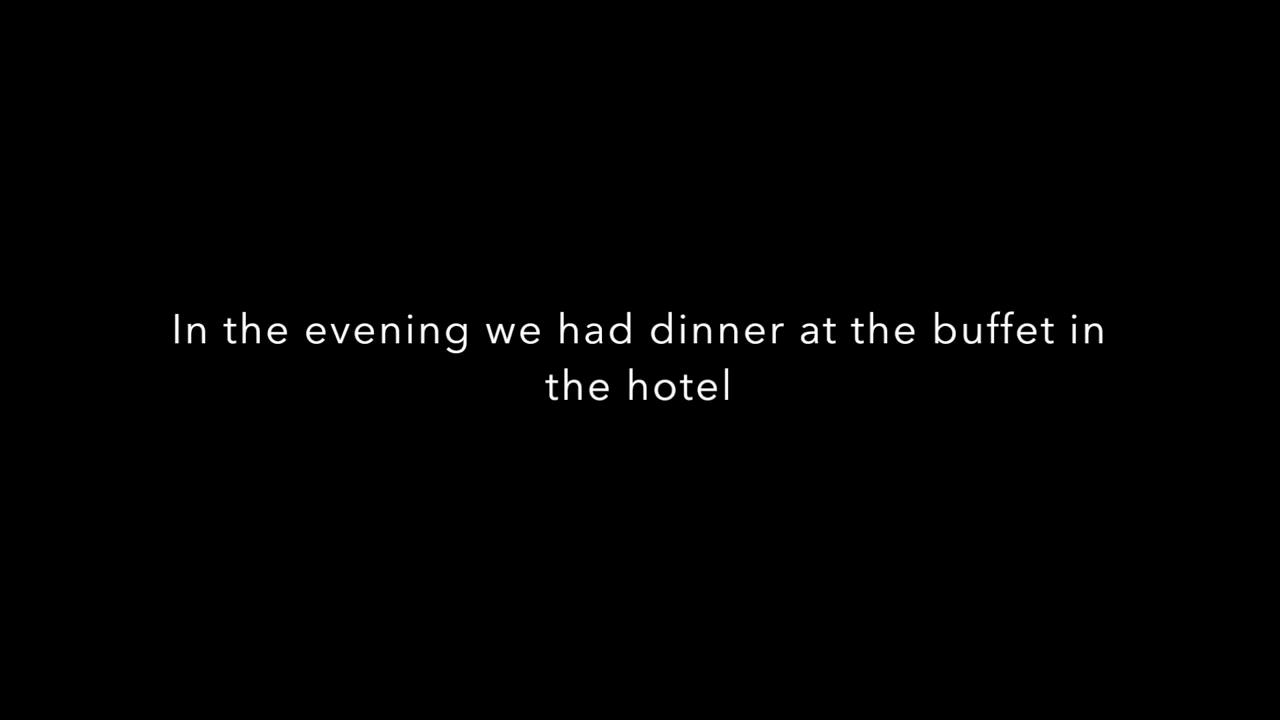 In the evening we had dinner at the buffet in
the hotel